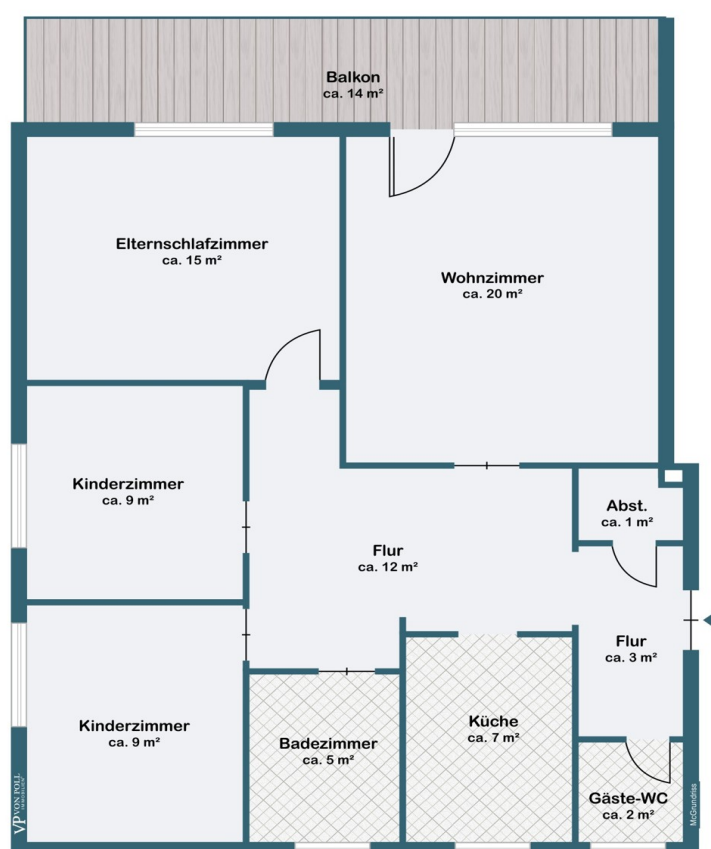 Balkon
ca. 14 m²
Elternschlafzimmer
ca. 15 m²
Wohnzimmer
ca. 20 m²
Kinderzimmer
ca. 9 m²
Abst.
ca. 1 m²
Flur
ca. 12 m²
Flur
ca. 3 m²
Kinderzimmer
ca. 9 m²
Badezimmer
ca. 5 m²
Küche
ca. 7 m²
Gäste-WC
ca. 2 m²
VP VON POLL
IMMOBILIEN
McGrundriss